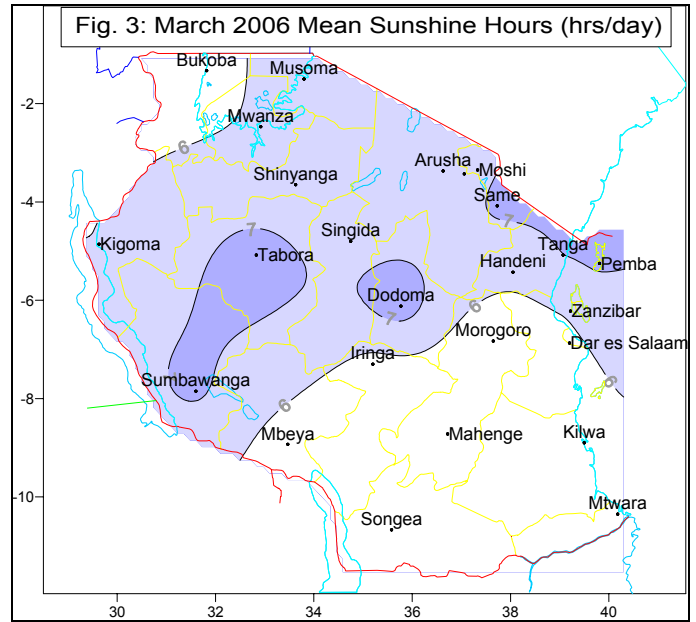 Fig. 3: March 2006 Mean Sunshine Hours (hrs/day)
Bukoba
Musoma
-2
Mwanza
6
Arusha
Moshi
Shinyanga
-4
Same
7
7
Singida
Tanga
Kigoma
Tabora
Handeni
Pemba
-6
Dodoma
6
Zanzibar
7
Morogoro
Dar es Salaam
Iringa
Sumbawanga
6
-8
6
Mbeya
Mahenge
Kilwa
-10
Mtwara
Songea
30 32 34 36 38 40